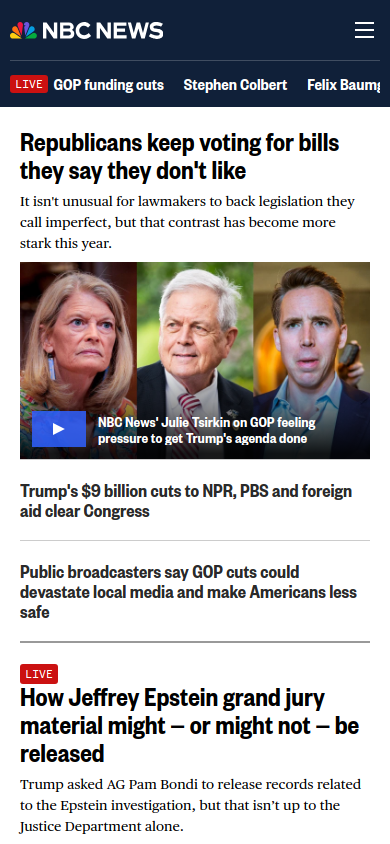 NBC NEWS
LIVE GOP funding cuts Stephen Colbert Felix Baumg
Republicans keep voting for bills
they say they don't like
It isn't unusual for lawmakers to back legislation they
call imperfect, but that contrast has become more
stark this year.
NBC News' Julie Tsirkin on GOP feeling
pressure to get Trump's agenda done
Trump's $9 billion cuts to NPR, PBS and foreign
aid clear Congress
Public broadcasters say GOP cuts could
devastate local media and make Americans less
safe
LIVE
How Jeffrey Epstein grand jury
material might — or might not — be
released
Trump asked AG Pam Bondi to release records related
to the Epstein investigation, but that isn’t up to the
Justice Department alone.